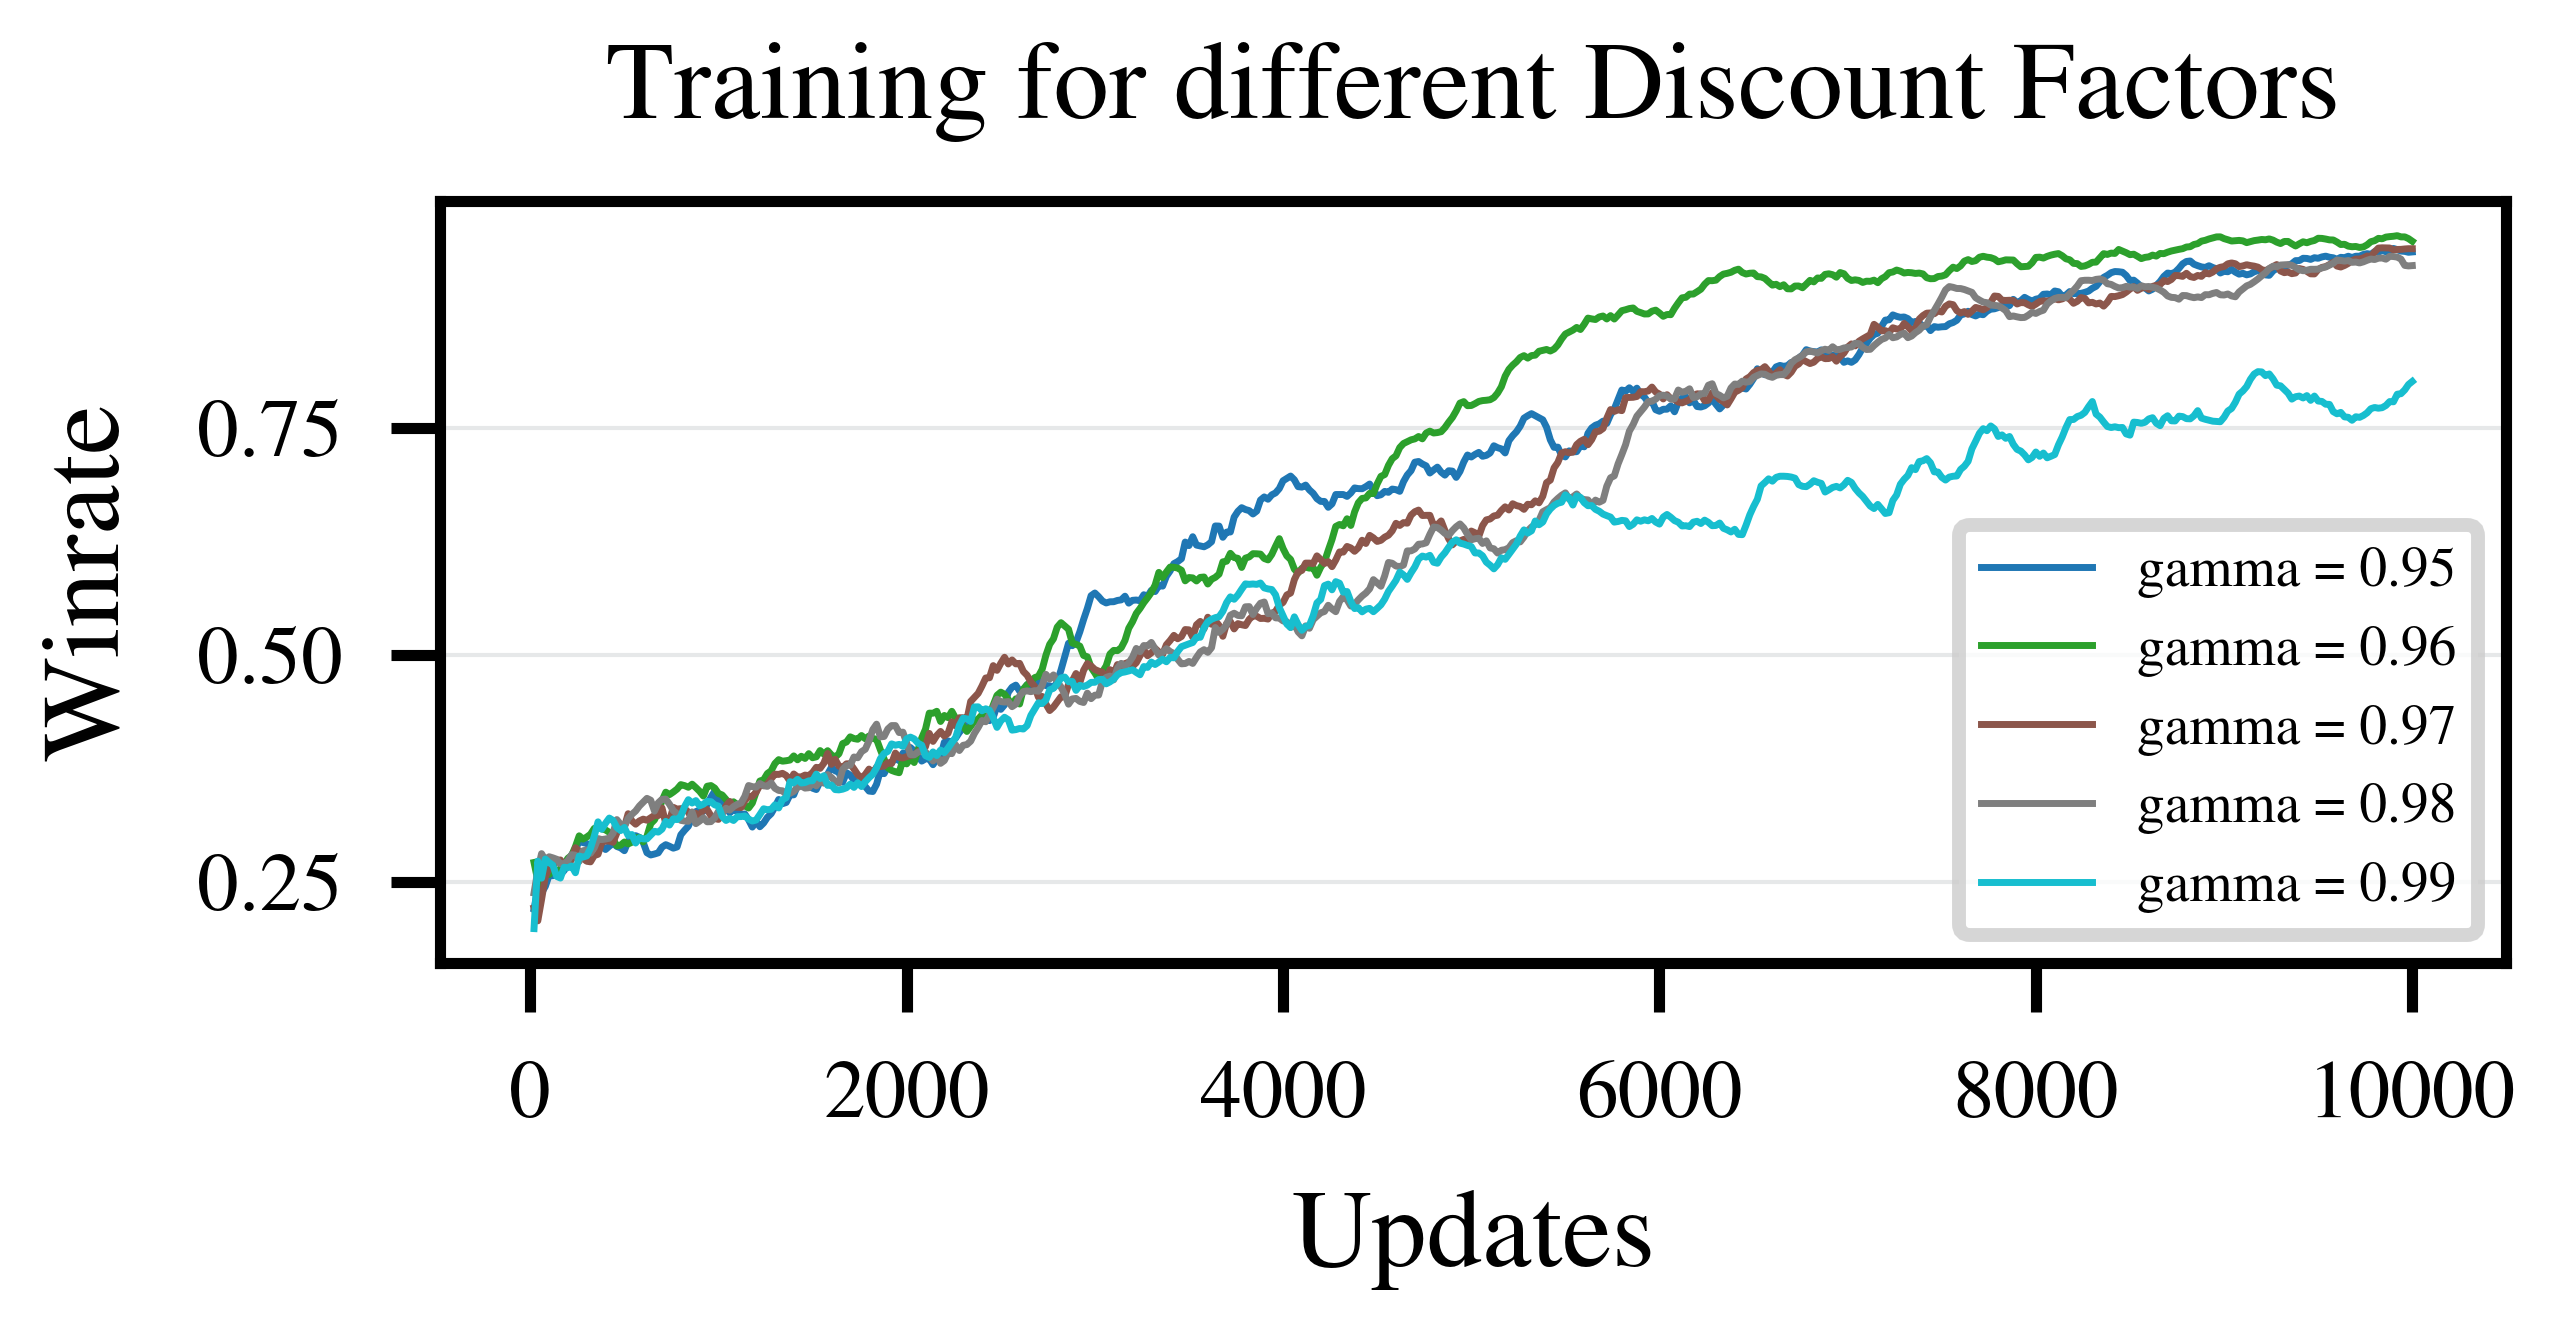 Training for different Discount Factors
Winrate
0.75
0.50
0.25
gamma = 0.95
gamma = 0.96
gamma = 0.97
gamma = 0.98
gamma = 0.99
0 2000 4000 6000 8000 10000
Updates